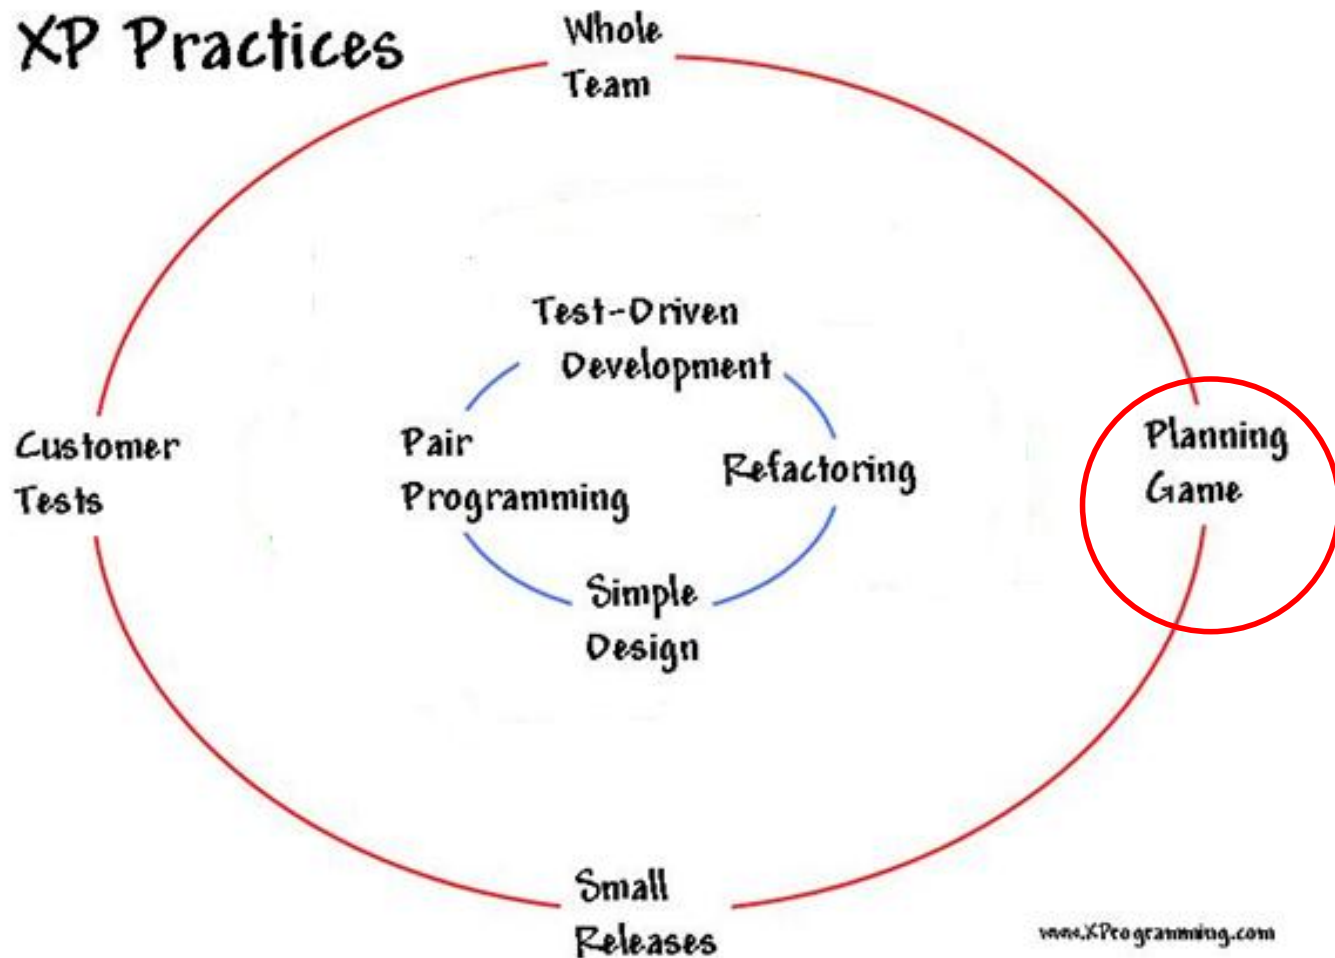 XP Practices
Whole
Team
Test-Driven
Development
Customer
Tests
Pair
Programming
Refactoring
Planning
Game
Simple
Design
Small
Releases
www.XProgramming.com